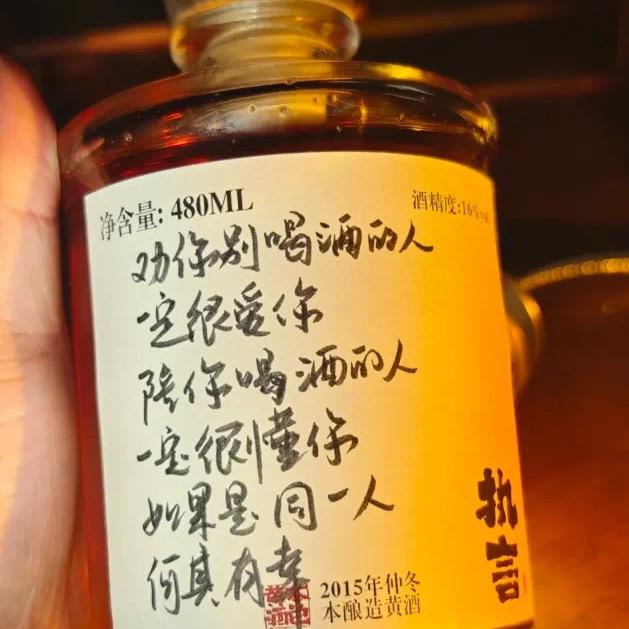 净含量: 480ML
酒精度:16%vol
劝你别喝酒的人
一定很爱你
陪你喝酒的人
一定很懂你
如果是同一人
何其有幸
执言
2015年仲冬
本酿造黄酒